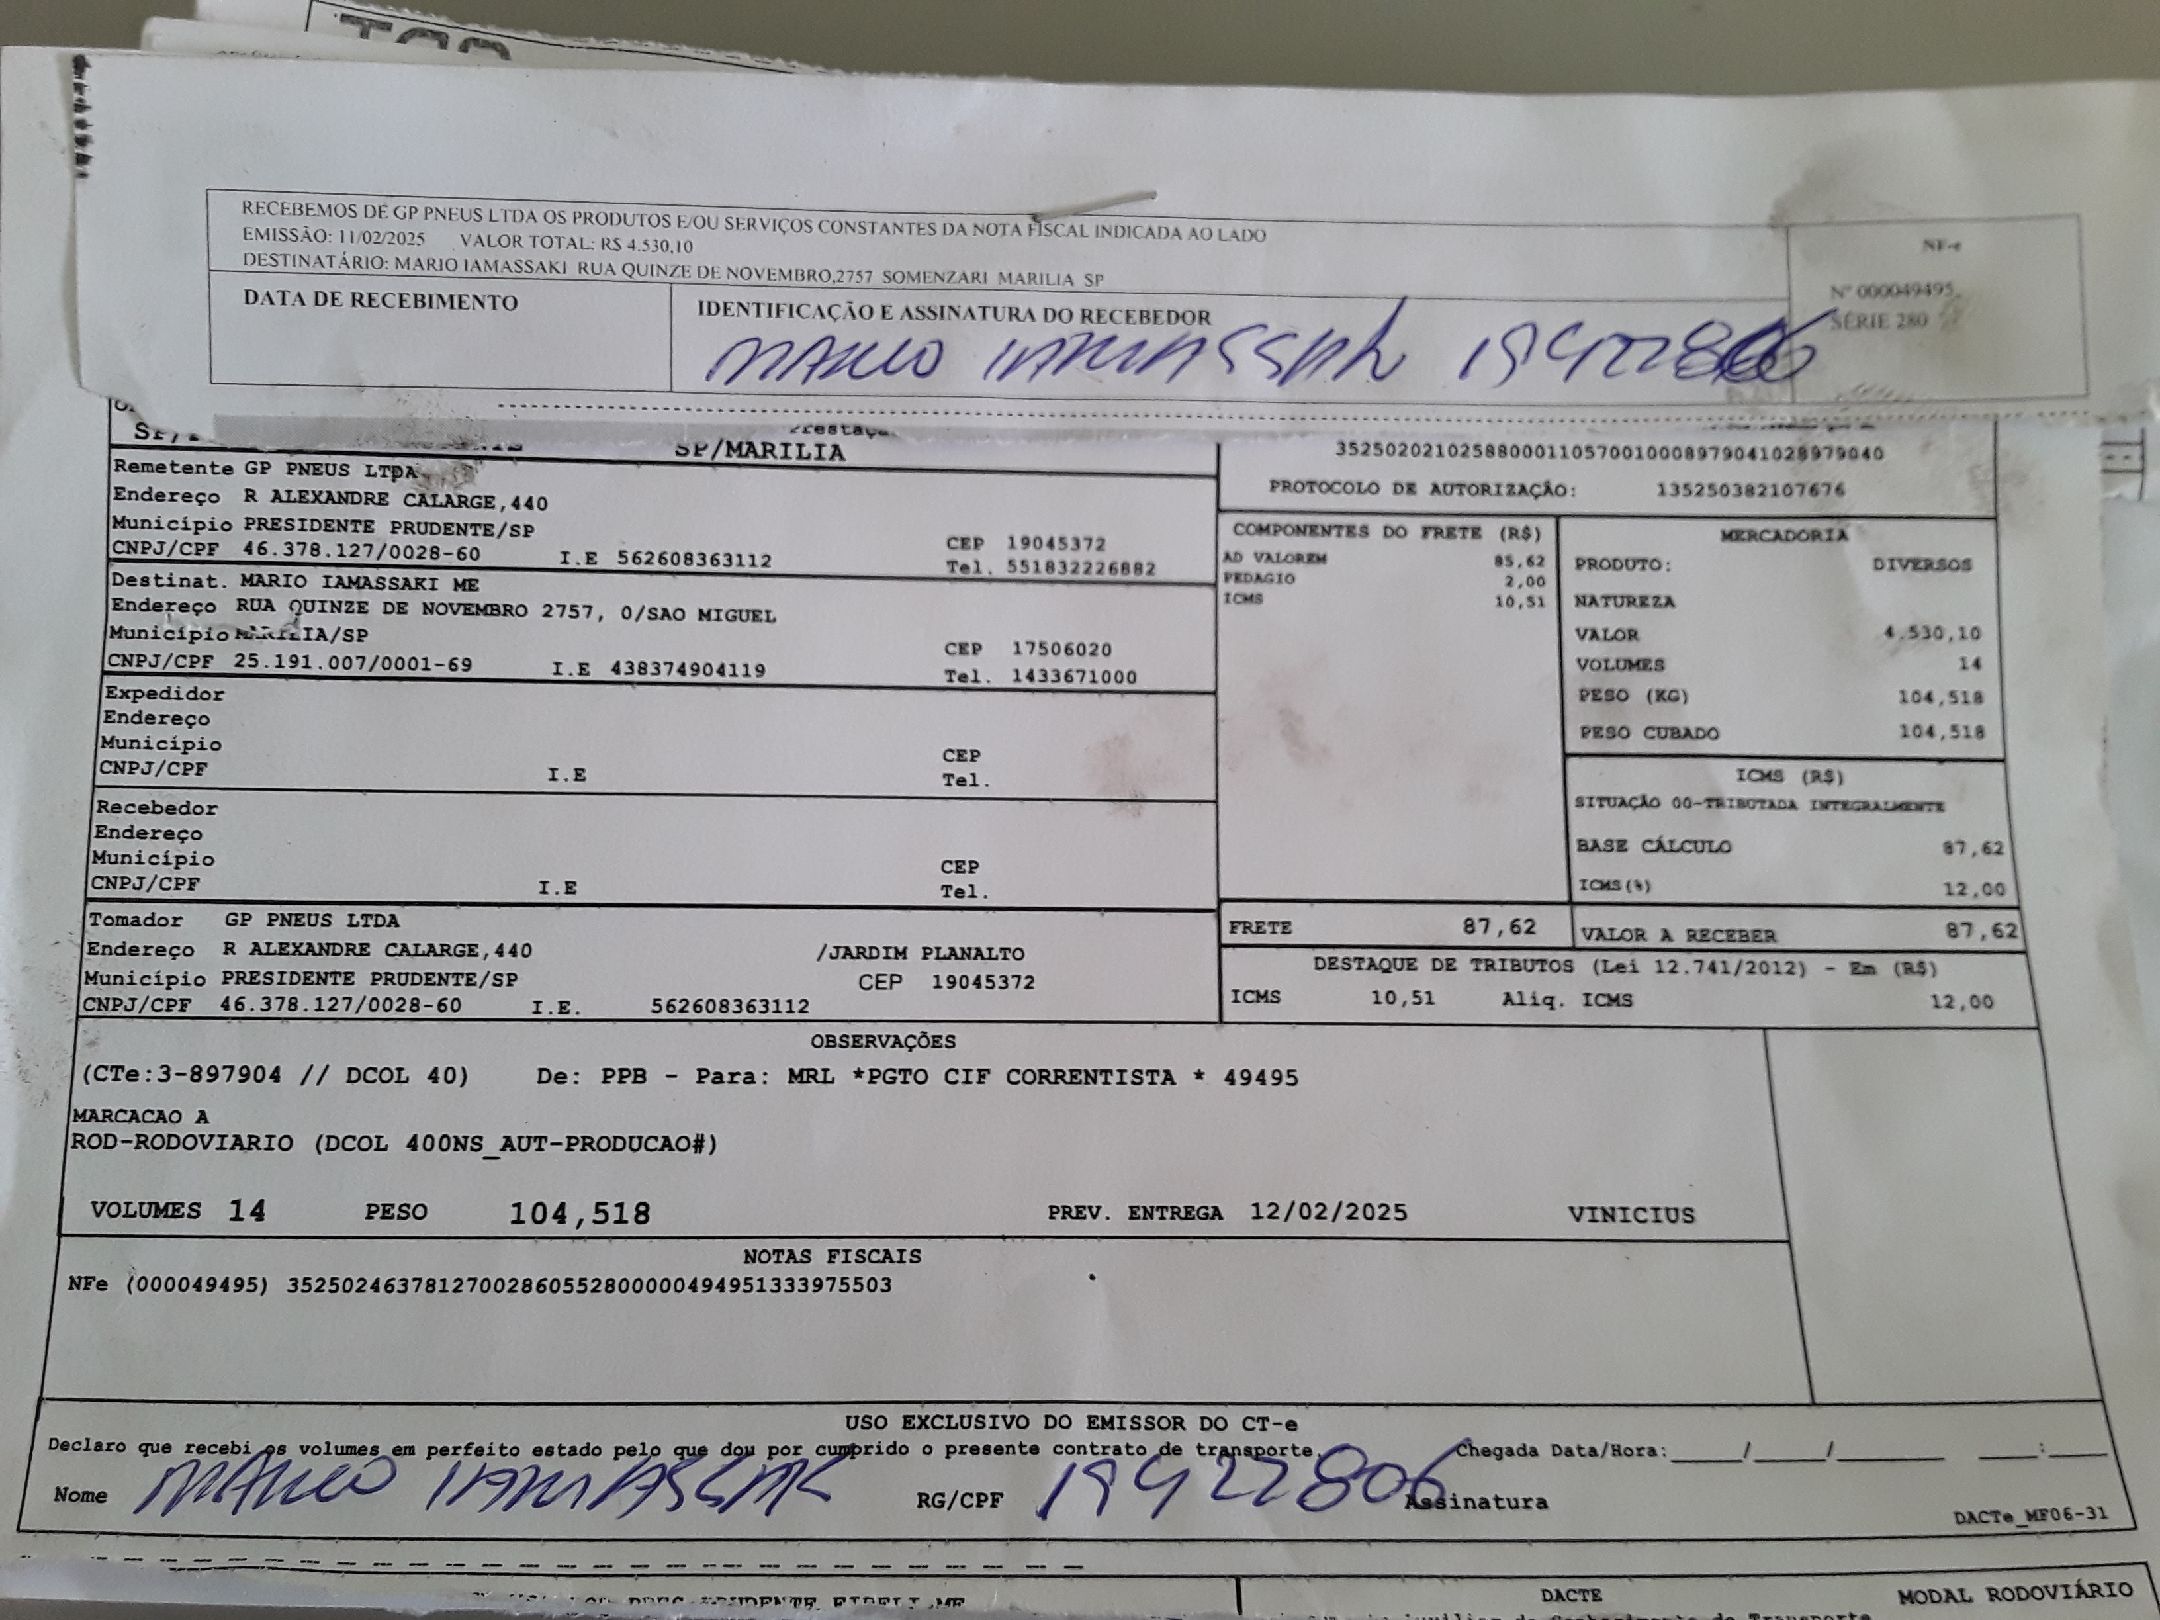 RECEBEMOS DE GP PNEUS LTDA OS PRODUTOS E/OU SERVIÇOS CONSTANTES DA NOTA FISCAL INDICADA AO LADO
EMISSÃO: 11/02/2025 VALOR TOTAL: R$ 4.530,10
DESTINATÁRIO: MARIO IAMASSAKI RUA QUINZE DE NOVEMBRO,2757 SOMENZARI MARILIA SP
NF-e
Nº 000049495
SÉRIE 280
DATA DE RECEBIMENTO
IDENTIFICAÇÃO E ASSINATURA DO RECEBEDOR
SP/MARILIA
Remetente GP PNEUS LTDA
Endereço R ALEXANDRE CALARGE,440
Município PRESIDENTE PRUDENTE/SP
CEP 19045372
CNPJ/CPF 46.378.127/0028-60 I.E 562608363112
Tel. 551832226882
Destinat. MARIO IAMASSAKI ME
Endereço RUA QUINZE DE NOVEMBRO 2757, 0/SAO MIGUEL
Município MARILIA/SP
CEP 17506020
CNPJ/CPF 25.191.007/0001-69 I.E 438374904119
Tel. 1433671000
Expedidor
Endereço
Município
CEP
CNPJ/CPF I.E
Tel.
Recebedor
Endereço
Município
CEP
CNPJ/CPF I.E
Tel.
Tomador GP PNEUS LTDA
Endereço R ALEXANDRE CALARGE,440 /JARDIM PLANALTO
Município PRESIDENTE PRUDENTE/SP CEP 19045372
CNPJ/CPF 46.378.127/0028-60 I.E. 562608363112
35250202102588000110570010008979041028979040
PROTOCOLO DE AUTORIZAÇÃO: 135250382107676
COMPONENTES DO FRETE (R$)
AD VALOREM 85,62
PEDAGIO 2,00
ICMS 10,51
MERCADORIA
PRODUTO: DIVERSOS
NATUREZA
VALOR 4.530,10
VOLUMES 14
PESO (KG) 104,518
PESO CUBADO 104,518
ICMS (R$)
SITUAÇÃO 00-TRIBUTADA INTEGRALMENTE
BASE CÁLCULO 87,62
ICMS(%) 12,00
FRETE 87,62
VALOR A RECEBER 87,62
DESTAQUE DE TRIBUTOS (Lei 12.741/2012) - Em (R$)
ICMS 10,51 Aliq. ICMS 12,00
OBSERVAÇÕES
(CTe:3-897904 // DCOL 40) De: PPB - Para: MRL *PGTO CIF CORRENTISTA * 49495
MARCACAO A
ROD-RODOVIARIO (DCOL 400NS_AUT-PRODUCAO#)
VOLUMES 14 PESO 104,518 PREV. ENTREGA 12/02/2025 VINICIUS
NOTAS FISCAIS
NFe (000049495) 35250246378127002860552800000494951333975503
USO EXCLUSIVO DO EMISSOR DO CT-e
Declaro que recebi os volumes em perfeito estado pelo que dou por cumprido o presente contrato de transporte. Chegada Data/Hora:____/____/______ ____:____
Nome RG/CPF 19422806 Assinatura
DACTe_MF06-31
DACTE
MODAL RODOVIÁRIO